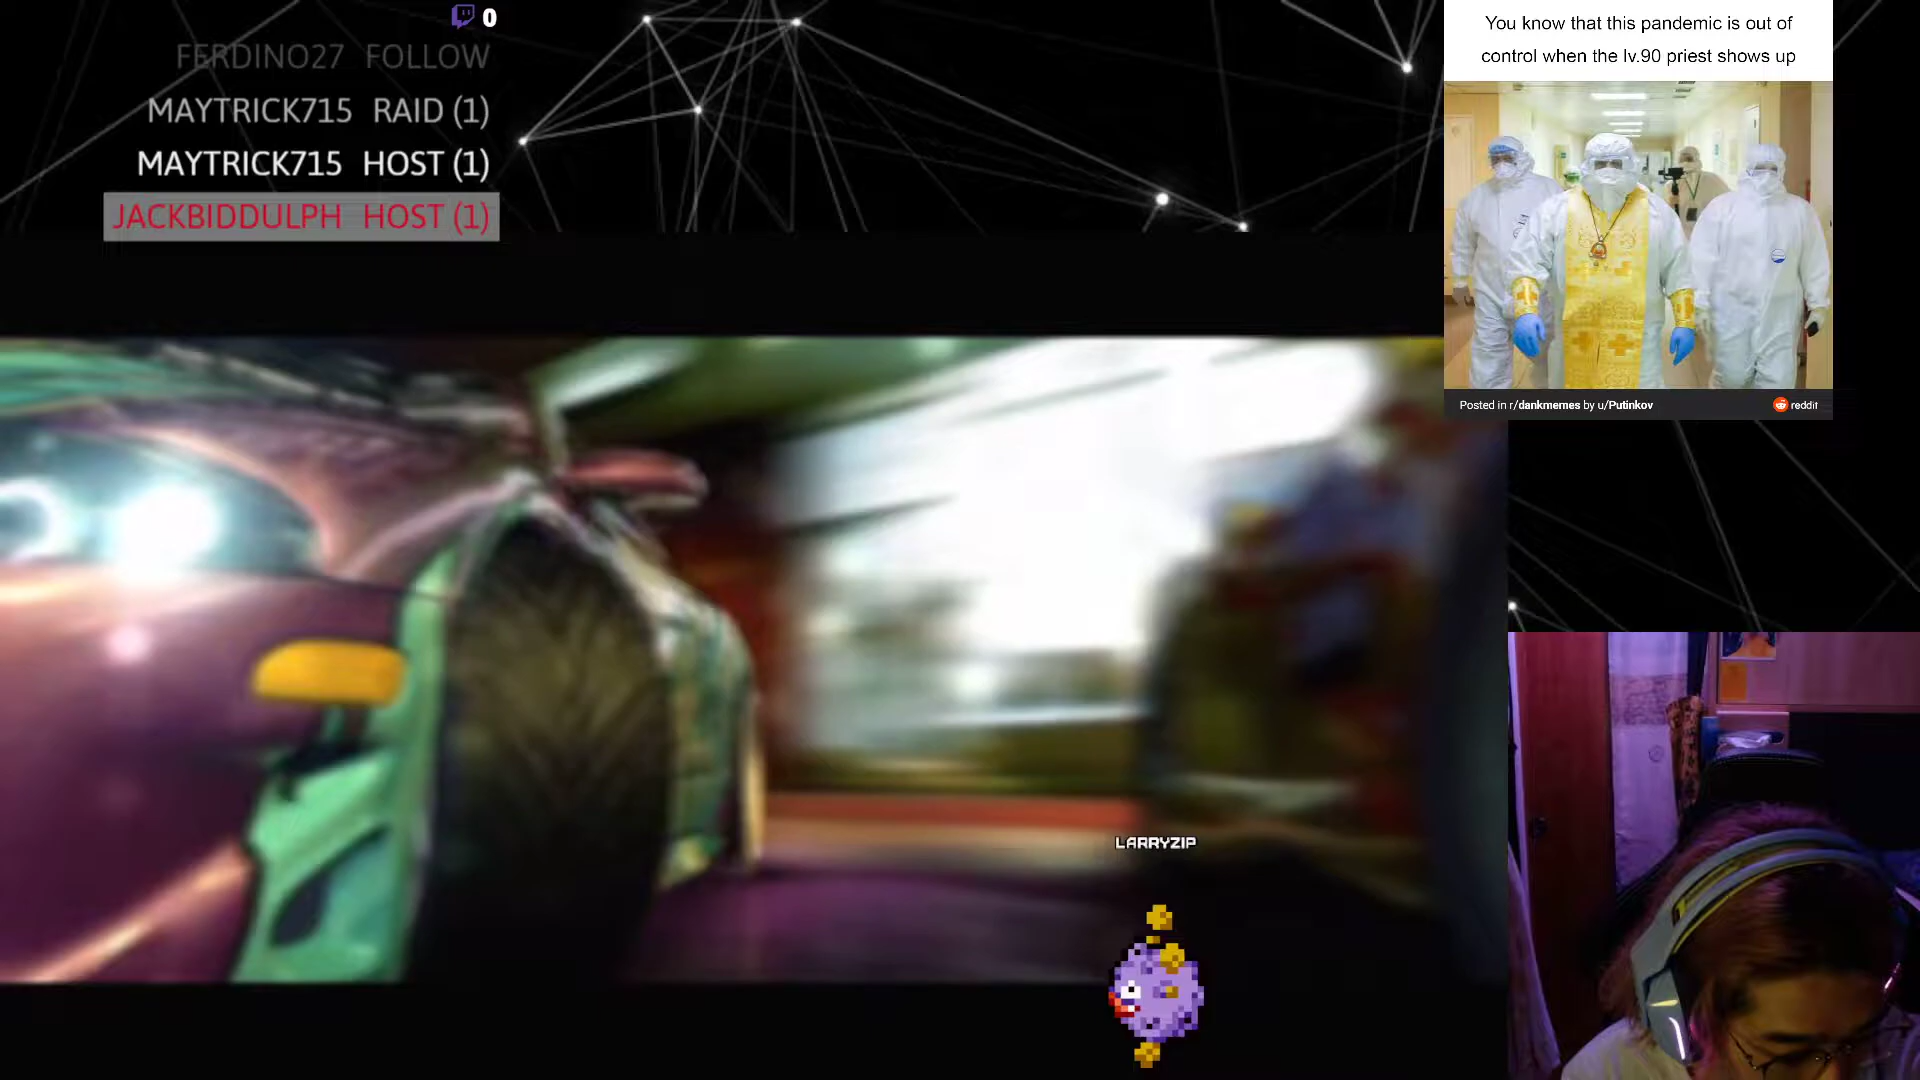 0
FERDINO27 FOLLOW
MAYTRICK715 RAID (1)
MAYTRICK715 HOST (1)
JACKBIDDULPH HOST (1)
You know that this pandemic is out of
control when the lv.90 priest shows up
Posted in r/dankmemes by u/Putinkov
reddit
LARRYZIP